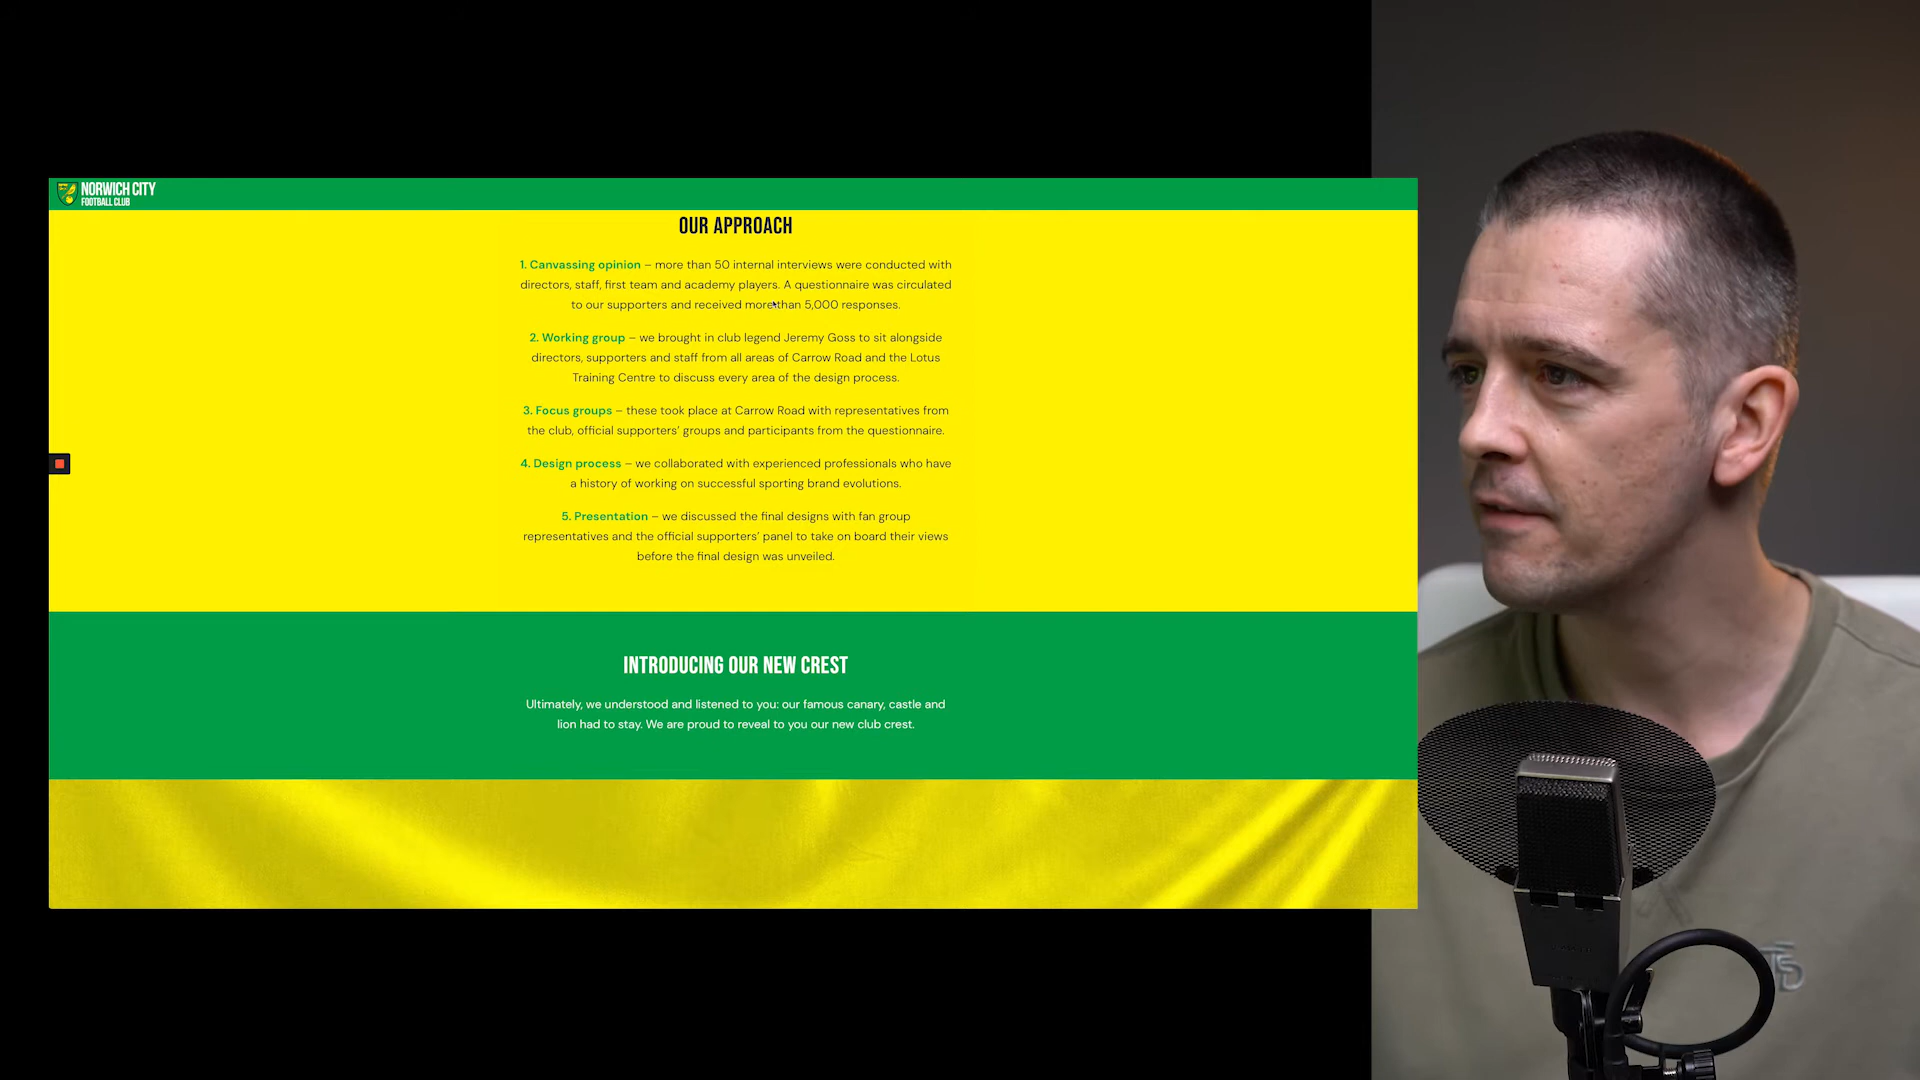 NORWICH CITY
FOOTBALL CLUB
OUR APPROACH
1. Canvassing opinion – more than 50 internal interviews were conducted with
directors, staff, first team and academy players. A questionnaire was circulated
to our supporters and received more than 5,000 responses.
2. Working group – we brought in club legend Jeremy Goss to sit alongside
directors, supporters and staff from all areas of Carrow Road and the Lotus
Training Centre to discuss every area of the design process.
3. Focus groups – these took place at Carrow Road with representatives from
the club, official supporters’ groups and participants from the questionnaire.
4. Design process – we collaborated with experienced professionals who have
a history of working on successful sporting brand evolutions.
5. Presentation – we discussed the final designs with fan group
representatives and the official supporters’ panel to take on board their views
before the final design was unveiled.
INTRODUCING OUR NEW CREST
Ultimately, we understood and listened to you: our famous canary, castle and
lion had to stay. We are proud to reveal to you our new club crest.